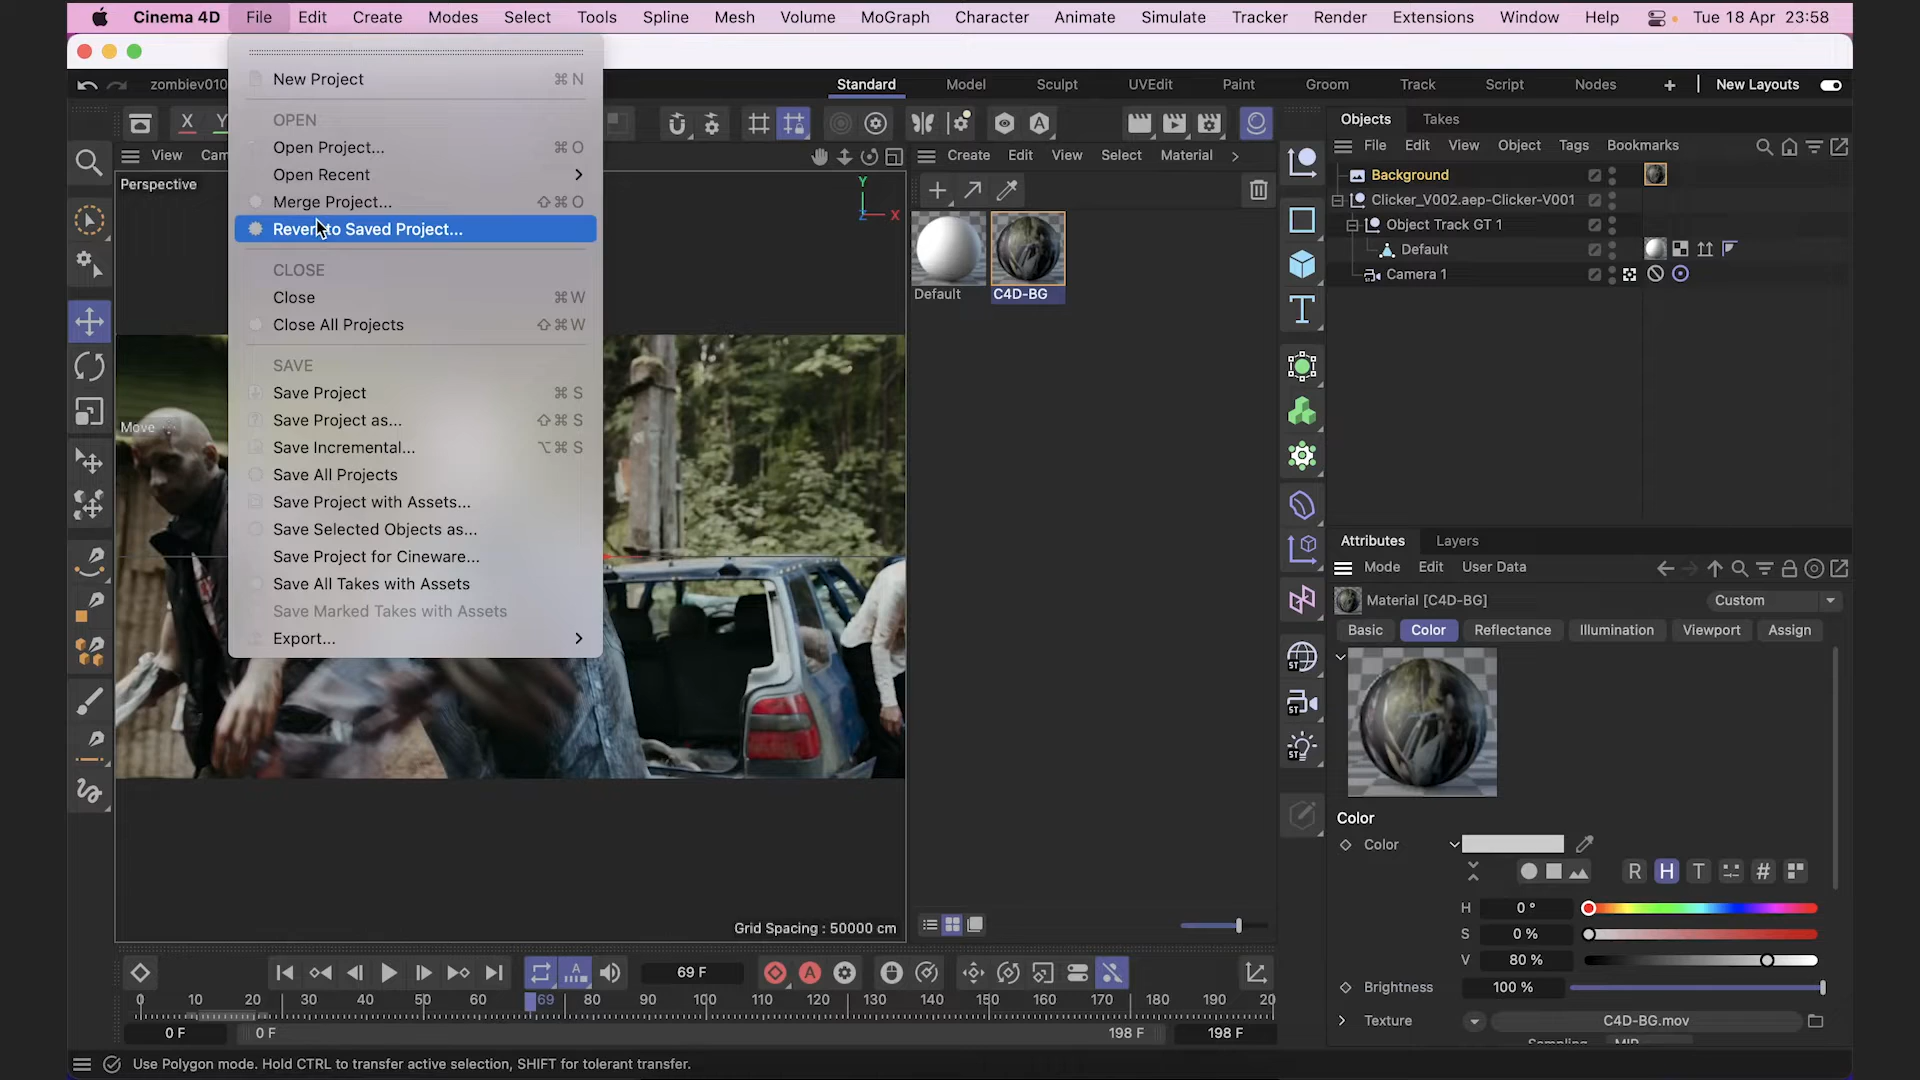 Cinema 4D File Edit Create Modes Select Tools Spline Mesh Volume MoGraph Character Animate Simulate Tracker Render Extensions Window Help Tue 18 Apr 23:58
zombiev010 Standard Model Sculpt UVEdit Paint Groom Track Script Nodes + New Layouts
New Project ⌘ N
OPEN
Open Project... ⌘ O
Open Recent
Merge Project... ⇧⌘ O
Revert to Saved Project...
CLOSE
Close ⌘ W
Close All Projects ⇧⌘ W
SAVE
Save Project ⌘ S
Save Project as... ⇧⌘ S
Save Incremental... ⌥⌘ S
Save All Projects
Save Project with Assets...
Save Selected Objects as...
Save Project for Cineware...
Save All Takes with Assets
Save Marked Takes with Assets
Export...
X Y
View Cam
Perspective
Y
X
Z
Move
Grid Spacing : 50000 cm
Create Edit View Select Material
Default C4D-BG
Objects Takes
File Edit View Object Tags Bookmarks
Background
Clicker_V002.aep-Clicker-V001
Object Track GT 1
Default
Camera 1
ST
ST
ST
Attributes Layers
Mode Edit User Data
Material [C4D-BG] Custom
Basic Color Reflectance Illumination Viewport Assign
Color
Color
R H T #
H 0 °
S 0 %
V 80 %
Brightness 100 %
Texture C4D-BG.mov
Sampling MIP
69 F
0 10 20 30 40 50 60 69 80 90 100 110 120 130 140 150 160 170 180 190 20
0 F 0 F 198 F 198 F
Use Polygon mode. Hold CTRL to transfer active selection, SHIFT for tolerant transfer.